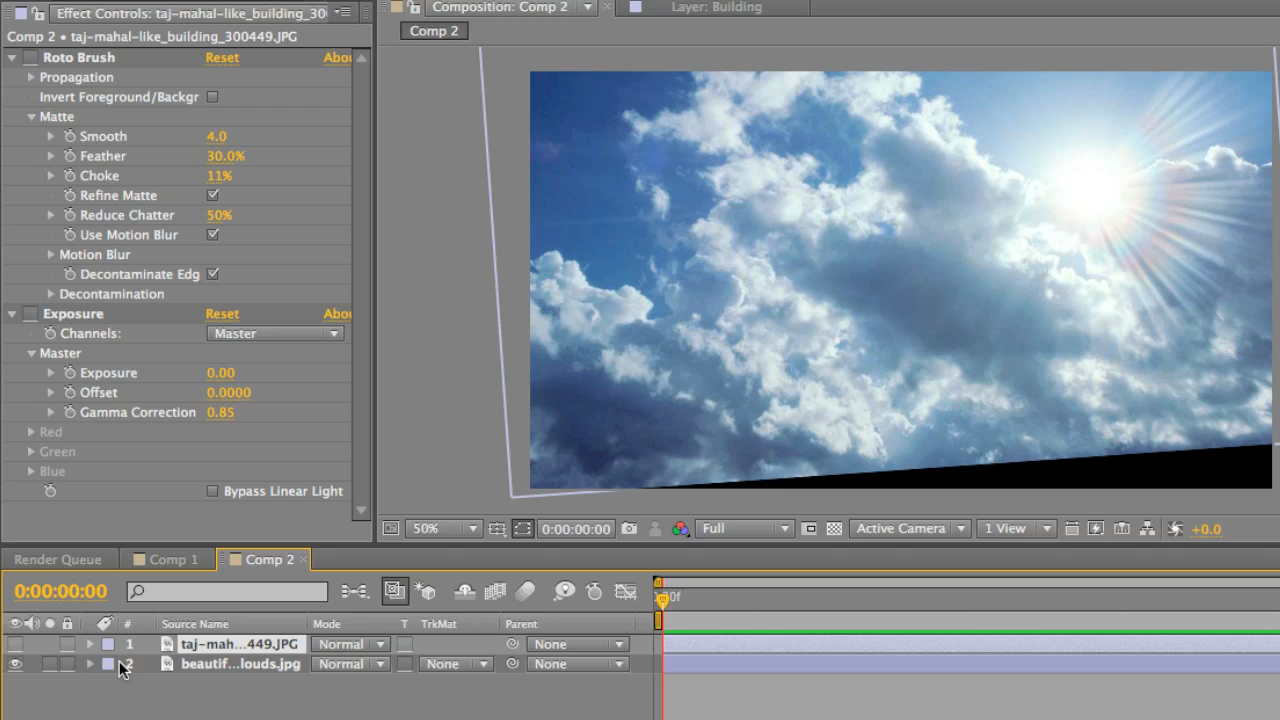 Effect Controls: taj-mahal-like_building_30
Composition: Comp 2
Layer: Building
Comp 2 • taj-mahal-like_building_300449.JPG
Comp 2
Roto Brush Reset Abou
Propagation
Invert Foreground/Backgr
Matte
Smooth 4.0
Feather 30.0%
Choke 11%
Refine Matte
Reduce Chatter 50%
Use Motion Blur
Motion Blur
Decontaminate Edg
Decontamination
Exposure Reset Abou
Channels: Master
Master
Exposure 0.00
Offset 0.0000
Gamma Correction 0.85
Red
Green
Blue
Bypass Linear Light
50% 0:00:00:00 Full Active Camera 1 View +0.0
Render Queue Comp 1 Comp 2
0:00:00:00
# Source Name Mode T TrkMat Parent
1 taj-mah...449.JPG Normal None
2 beautif...louds.jpg Normal None None